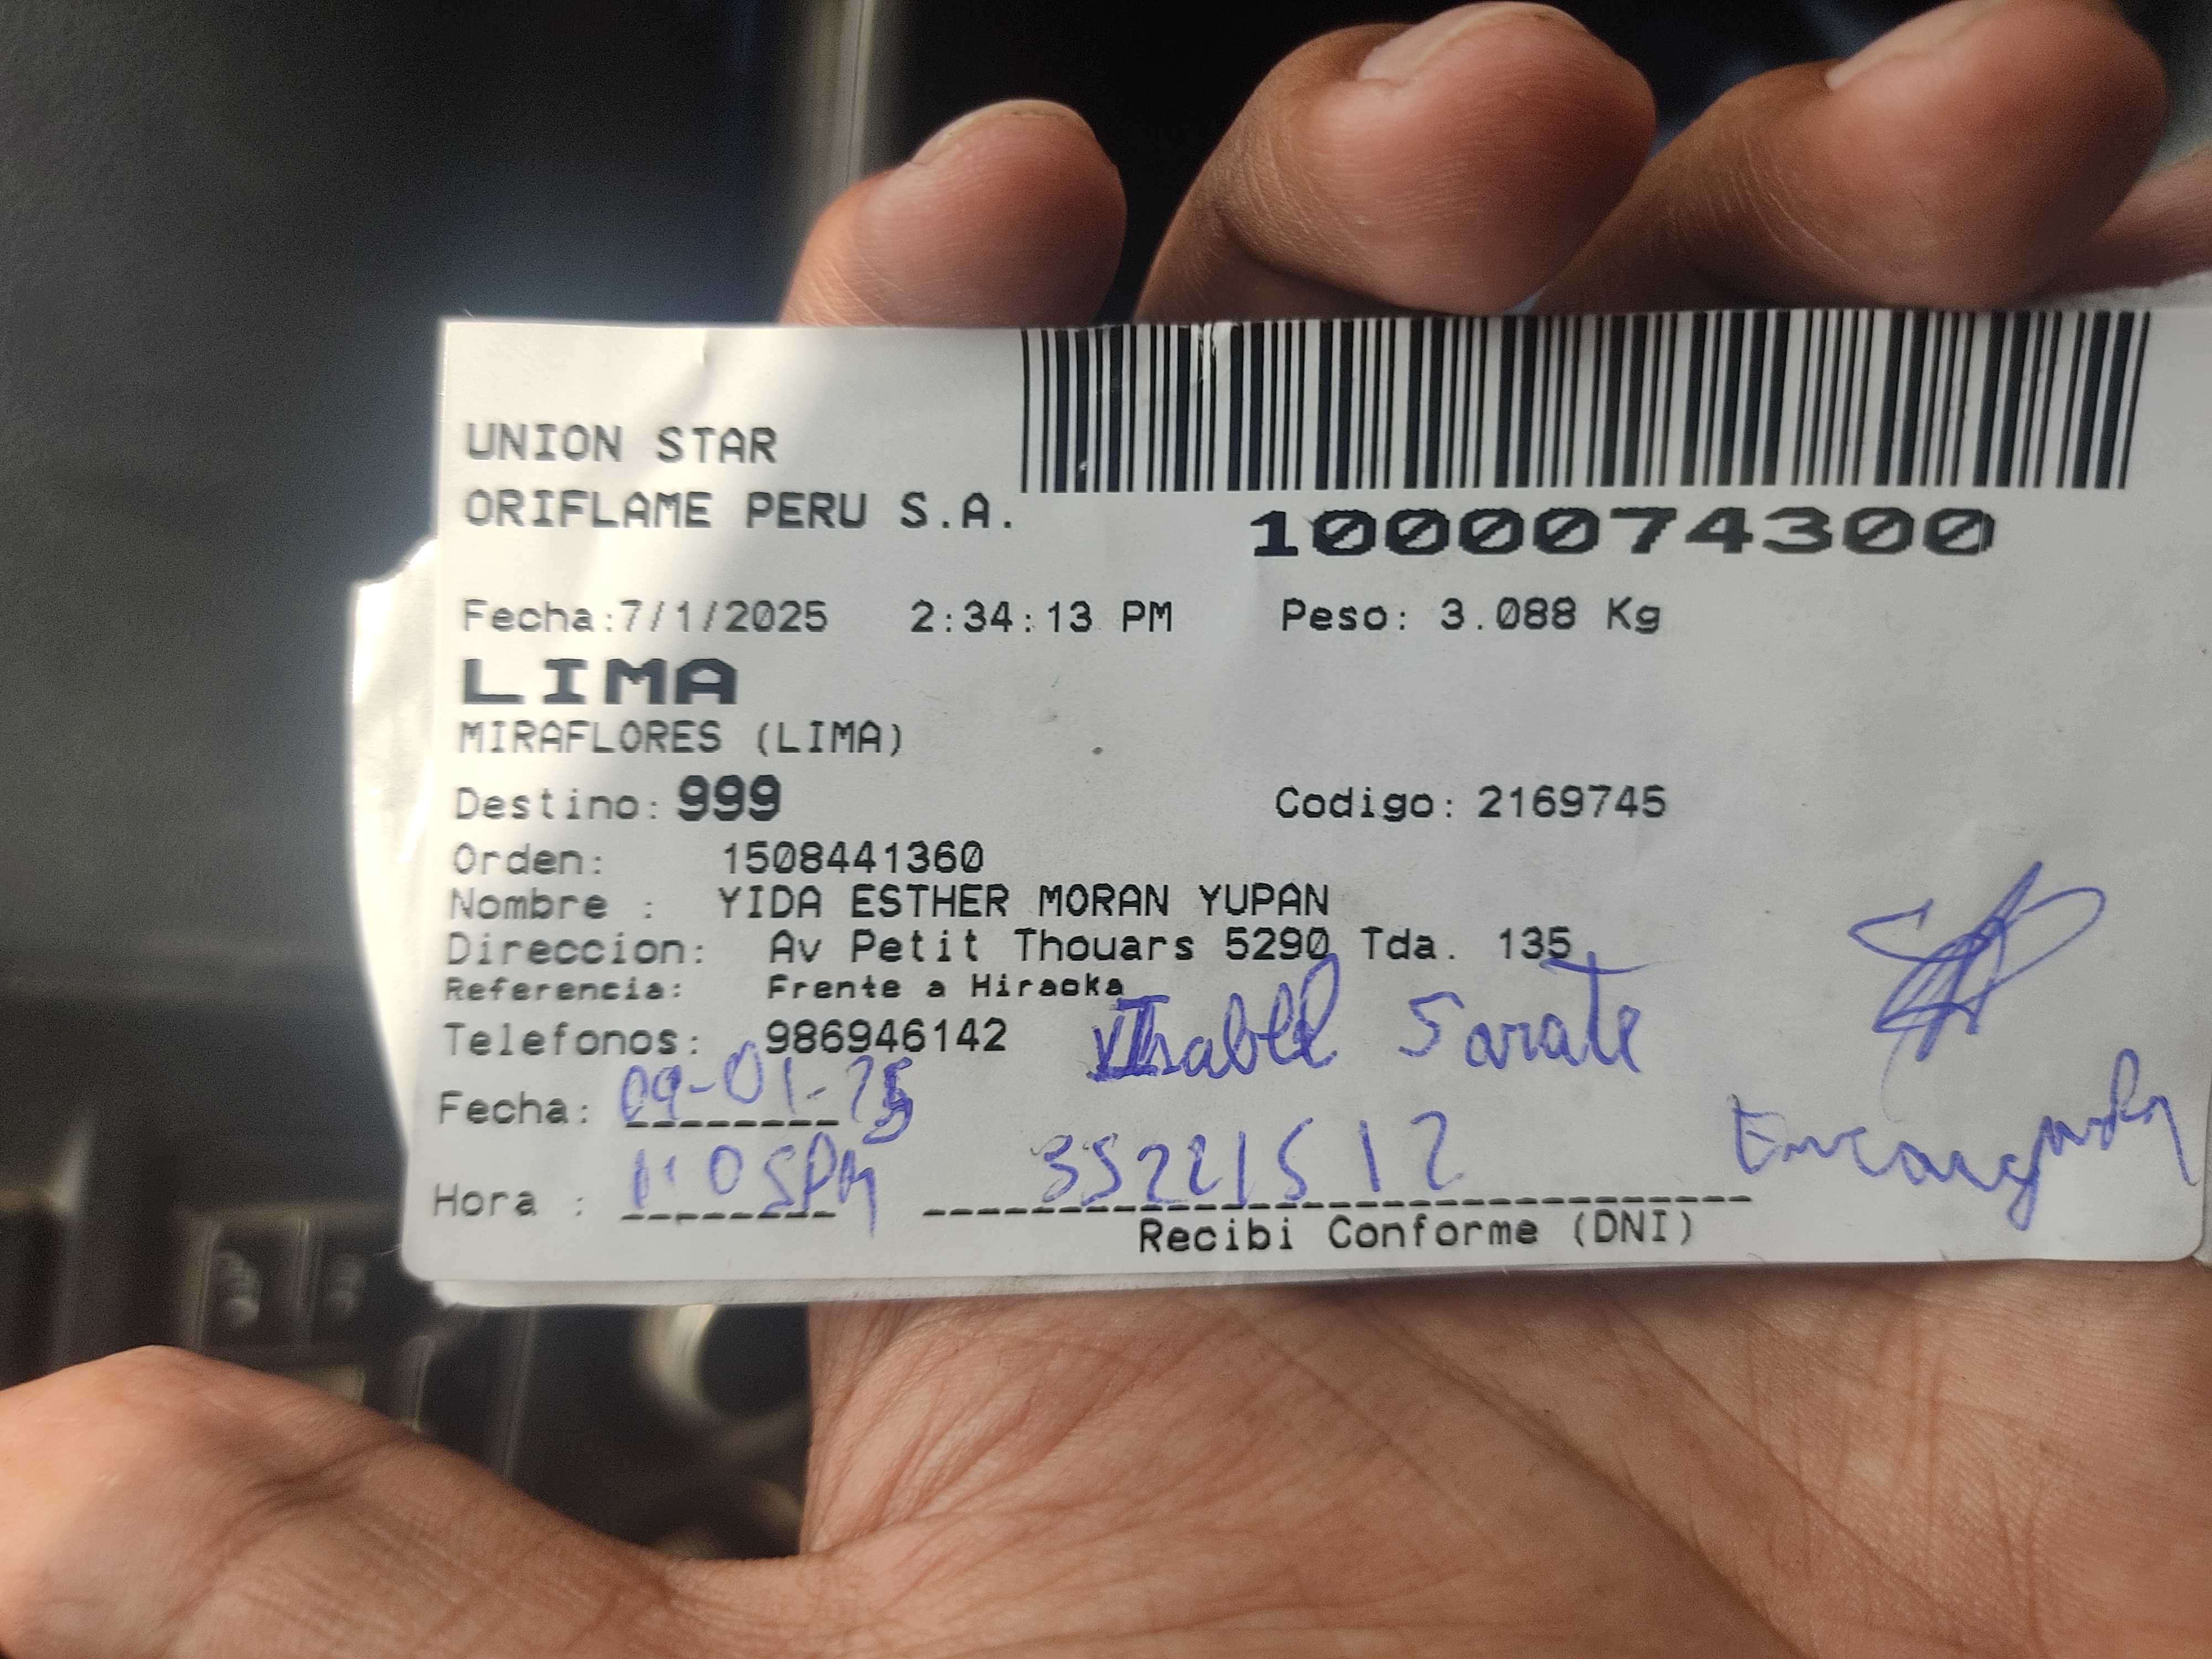 UNION STAR
ORIFLAME PERU S.A.
1000074300
Fecha:7/1/2025 2:34:13 PM Peso: 3.088 Kg
LIMA
MIRAFLORES (LIMA)
Destino: 999 Codigo: 2169745
Orden: 1508441360
Nombre : YIDA ESTHER MORAN YUPAN
Direccion: Av Petit Thouars 5290 Tda. 135
Referencia: Frente a Hiraoka
Telefonos: 986946142 Isabel Sarate
Fecha: 09-01-25 Encargada
Hora : 1:05PM
Recibi Conforme (DNI)